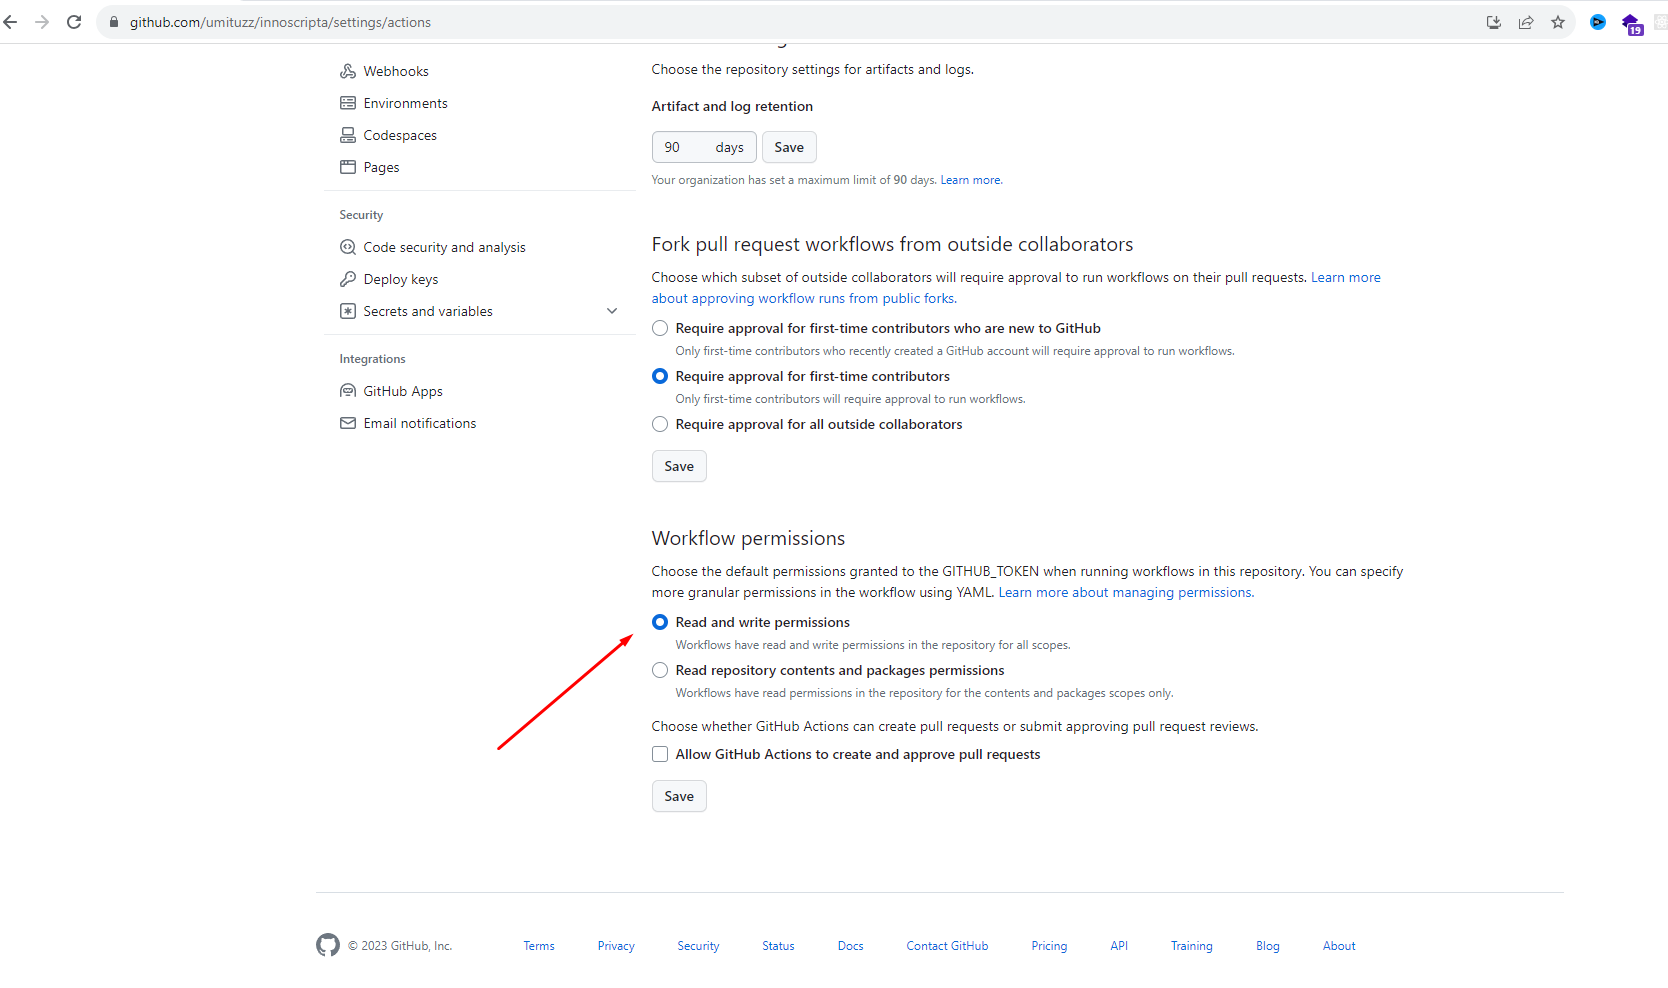 github.com/umituzz/innoscripta/settings/actions
19
Webhooks
Environments
Codespaces
Pages
Security
Code security and analysis
Deploy keys
Secrets and variables
Integrations
GitHub Apps
Email notifications
Choose the repository settings for artifacts and logs.
Artifact and log retention
90 days Save
Your organization has set a maximum limit of 90 days. Learn more.
Fork pull request workflows from outside collaborators
Choose which subset of outside collaborators will require approval to run workflows on their pull requests. Learn more
about approving workflow runs from public forks.
Require approval for first-time contributors who are new to GitHub
Only first-time contributors who recently created a GitHub account will require approval to run workflows.
Require approval for first-time contributors
Only first-time contributors will require approval to run workflows.
Require approval for all outside collaborators
Save
Workflow permissions
Choose the default permissions granted to the GITHUB_TOKEN when running workflows in this repository. You can specify
more granular permissions in the workflow using YAML. Learn more about managing permissions.
Read and write permissions
Workflows have read and write permissions in the repository for all scopes.
Read repository contents and packages permissions
Workflows have read permissions in the repository for the contents and packages scopes only.
Choose whether GitHub Actions can create pull requests or submit approving pull request reviews.
Allow GitHub Actions to create and approve pull requests
Save
© 2023 GitHub, Inc. Terms Privacy Security Status Docs Contact GitHub Pricing API Training Blog About